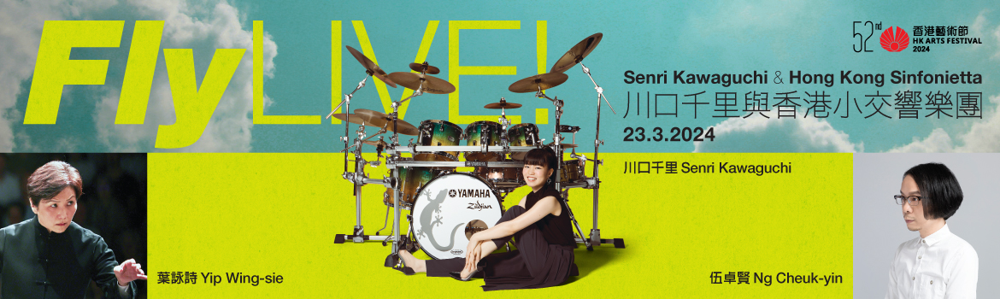 Fly LIVE!
52nd
香港藝術節
HK ARTS FESTIVAL
2024
Senri Kawaguchi & Hong Kong Sinfonietta
川口千里與香港小交響樂團
23.3.2024
川口千里 Senri Kawaguchi
YAMAHA
Zildjian
葉詠詩 Yip Wing-sie
伍卓賢 Ng Cheuk-yin